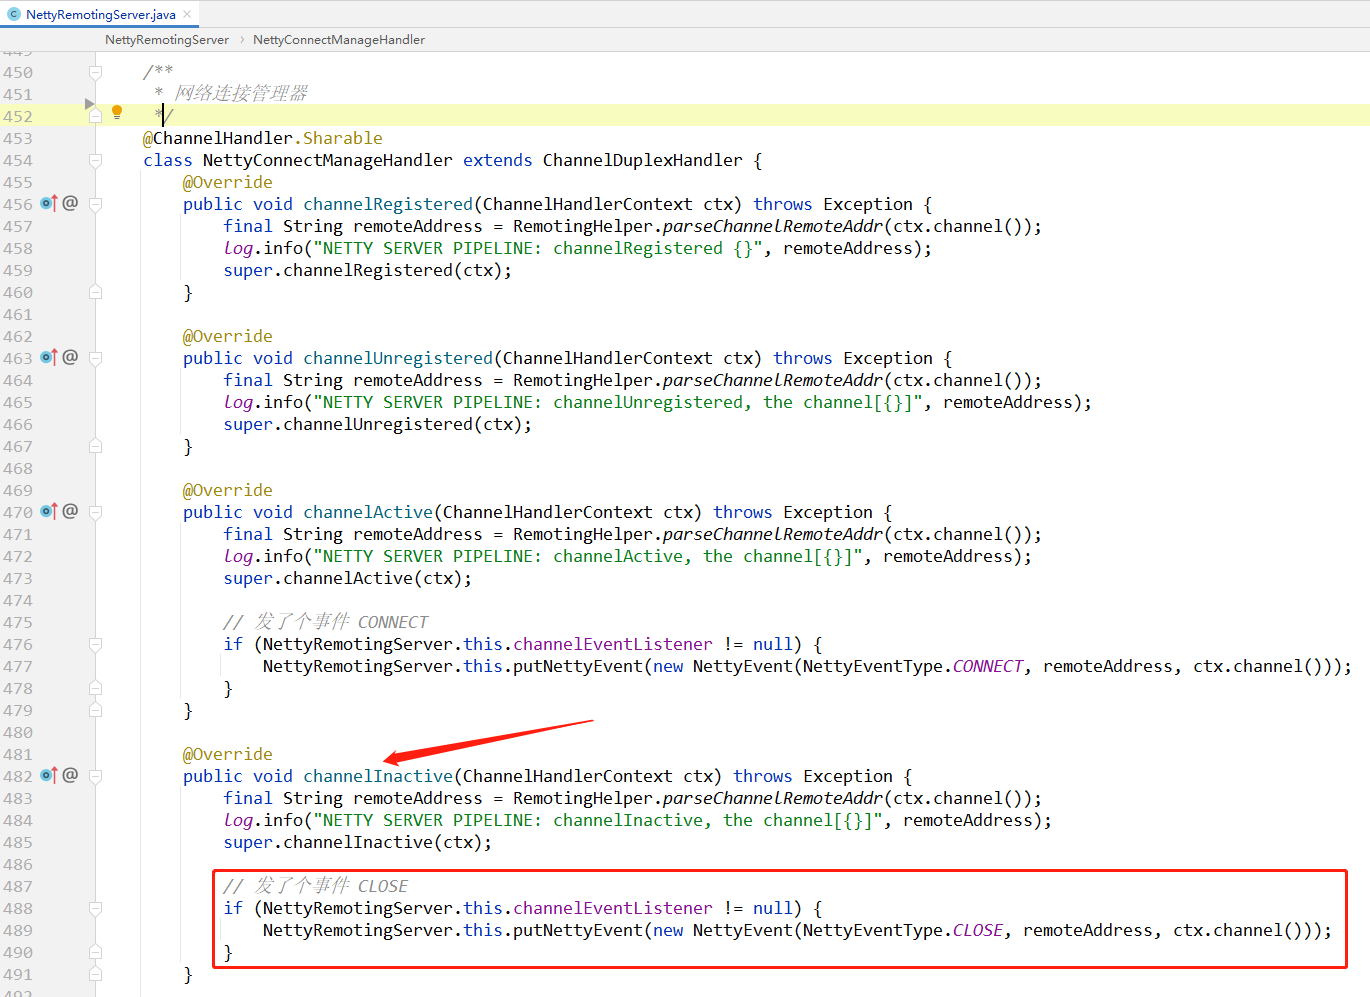 NettyRemotingServer.java
NettyRemotingServer › NettyConnectManageHandler
449
450 /**
451 * 网络连接管理器
452 */
453 @ChannelHandler.Sharable
454 class NettyConnectManageHandler extends ChannelDuplexHandler {
455 @Override
456 @ public void channelRegistered(ChannelHandlerContext ctx) throws Exception {
457 final String remoteAddress = RemotingHelper.parseChannelRemoteAddr(ctx.channel());
458 log.info("NETTY SERVER PIPELINE: channelRegistered {}", remoteAddress);
459 super.channelRegistered(ctx);
460 }
461
462 @Override
463 @ public void channelUnregistered(ChannelHandlerContext ctx) throws Exception {
464 final String remoteAddress = RemotingHelper.parseChannelRemoteAddr(ctx.channel());
465 log.info("NETTY SERVER PIPELINE: channelUnregistered, the channel[{}]", remoteAddress);
466 super.channelUnregistered(ctx);
467 }
468
469 @Override
470 @ public void channelActive(ChannelHandlerContext ctx) throws Exception {
471 final String remoteAddress = RemotingHelper.parseChannelRemoteAddr(ctx.channel());
472 log.info("NETTY SERVER PIPELINE: channelActive, the channel[{}]", remoteAddress);
473 super.channelActive(ctx);
474
475 // 发了个事件 CONNECT
476 if (NettyRemotingServer.this.channelEventListener != null) {
477 NettyRemotingServer.this.putNettyEvent(new NettyEvent(NettyEventType.CONNECT, remoteAddress, ctx.channel()));
478 }
479 }
480
481 @Override
482 @ public void channelInactive(ChannelHandlerContext ctx) throws Exception {
483 final String remoteAddress = RemotingHelper.parseChannelRemoteAddr(ctx.channel());
484 log.info("NETTY SERVER PIPELINE: channelInactive, the channel[{}]", remoteAddress);
485 super.channelInactive(ctx);
486
487 // 发了个事件 CLOSE
488 if (NettyRemotingServer.this.channelEventListener != null) {
489 NettyRemotingServer.this.putNettyEvent(new NettyEvent(NettyEventType.CLOSE, remoteAddress, ctx.channel()));
490 }
491 }
492